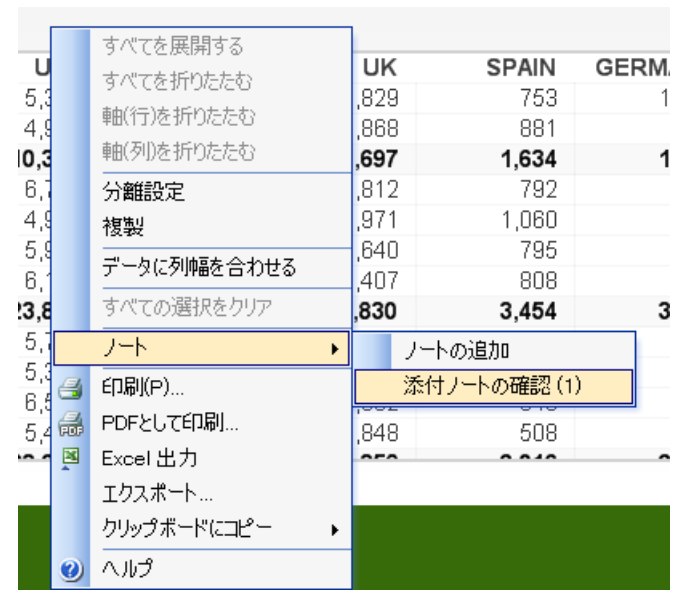 すべてを展開する
すべてを折りたたむ
軸(行)を折りたたむ
軸(列)を折りたたむ
分離設定
複製
データに列幅を合わせる
すべての選択をクリア
ノート
印刷(P)...
PDFとして印刷...
Excel 出力
エクスポート...
クリップボードにコピー
ヘルプ
ノートの追加
添付ノートの確認 (1)
UK SPAIN GERM
,829 753 1
,868 881
,697 1,634 1
,812 792
,971 1,060
,640 795
,407 808
,830 3,454 3
,848 508